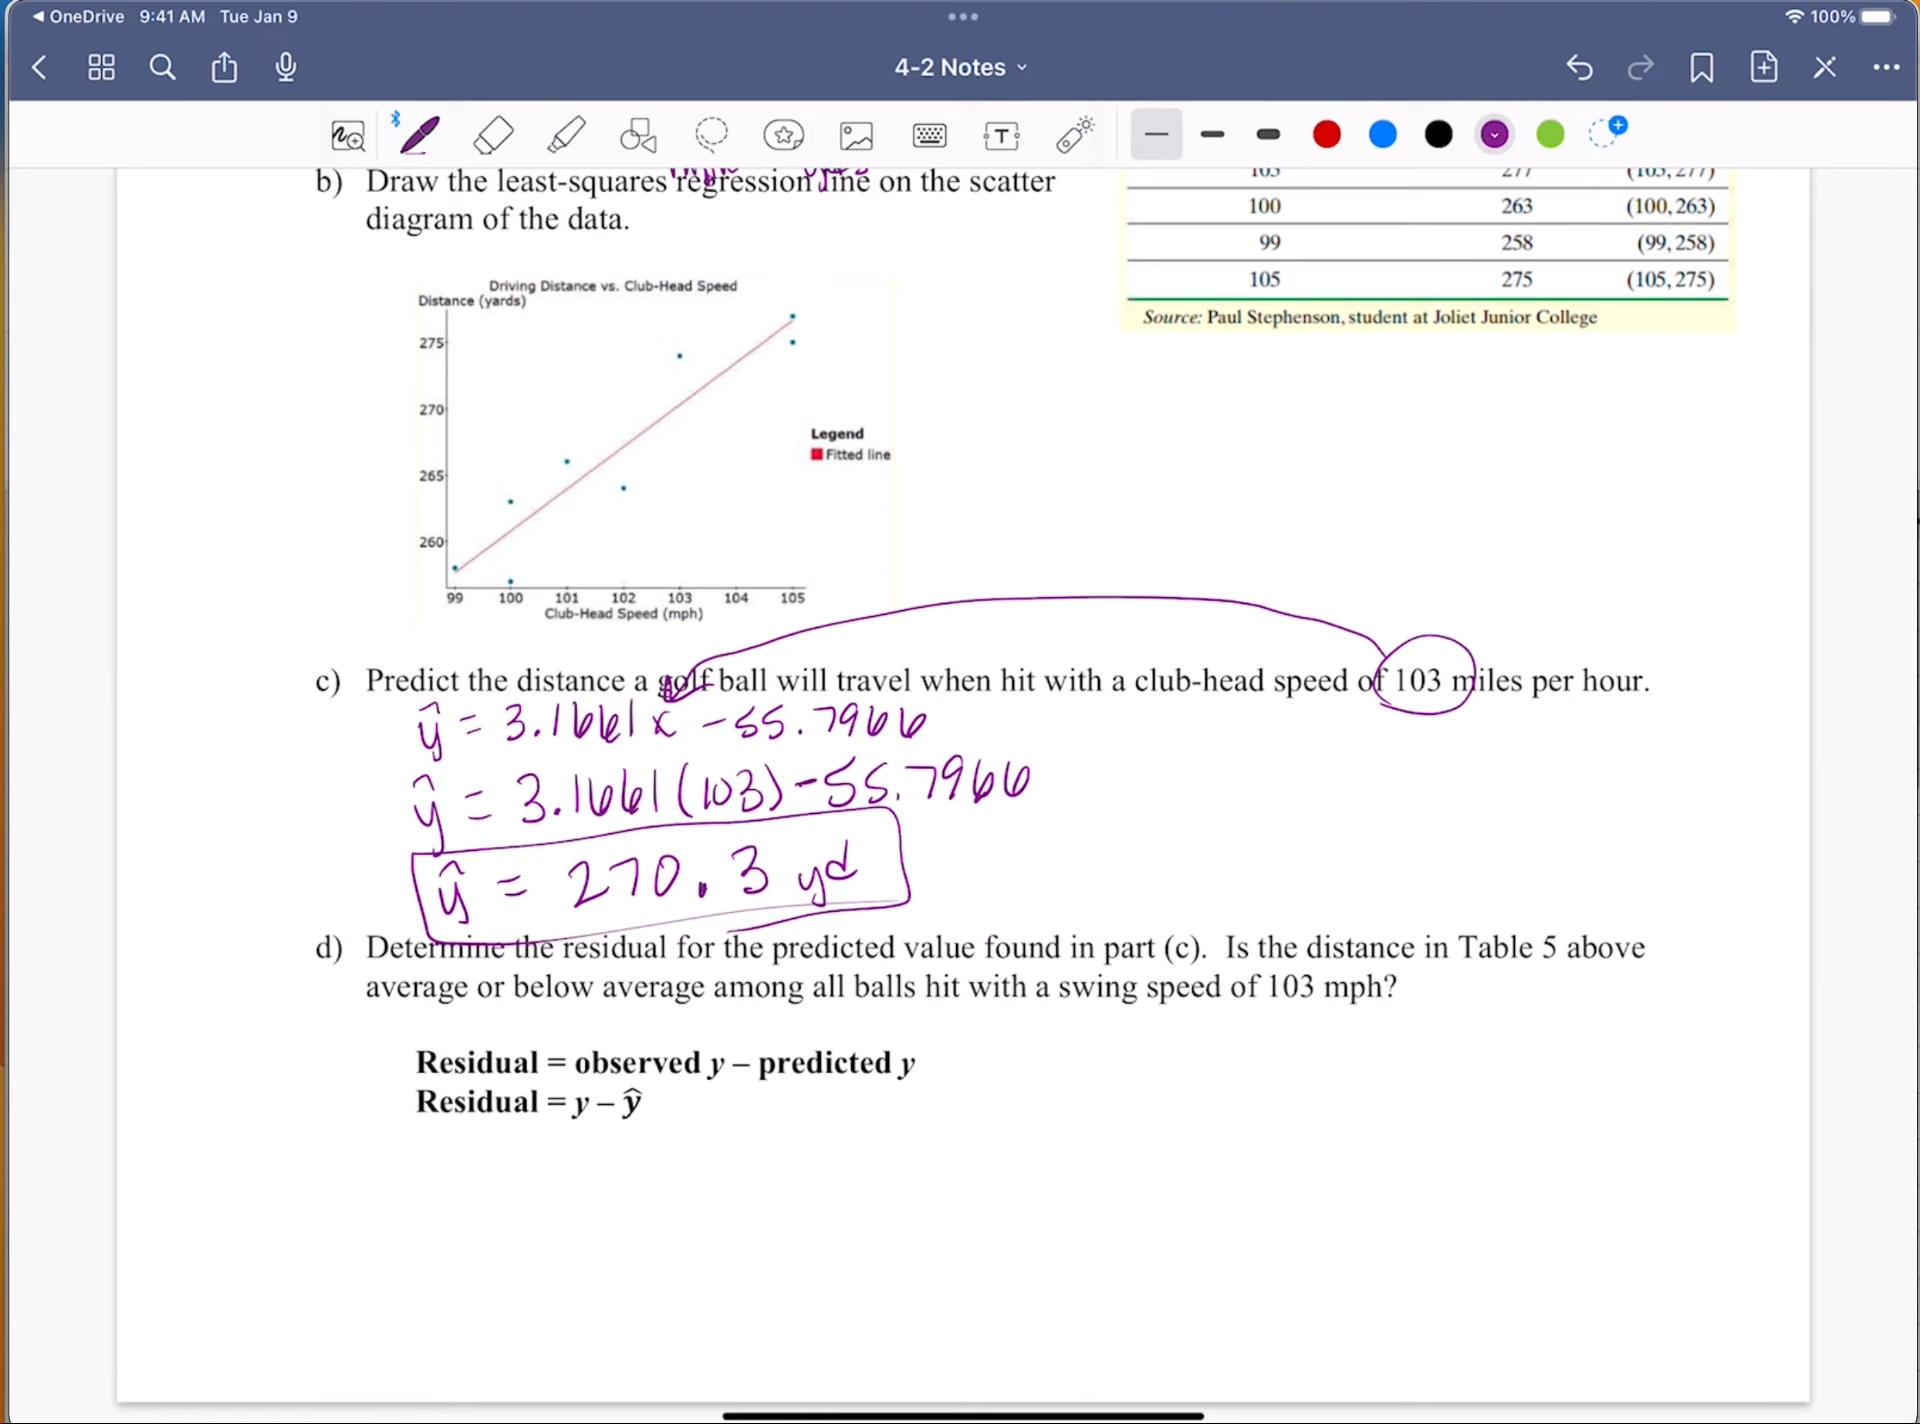 OneDrive 9:41 AM Tue Jan 9
100%
4-2 Notes
b) Draw the least-squares regression line on the scatter
diagram of the data.
105 277 (105, 277)
100 263 (100, 263)
99 258 (99, 258)
105 275 (105, 275)
Source: Paul Stephenson, student at Joliet Junior College
Driving Distance vs. Club-Head Speed
Distance (yards)
275
270
265
260
99 100 101 102 103 104 105
Club-Head Speed (mph)
Legend
Fitted line
c) Predict the distance a golf ball will travel when hit with a club-head speed of 103 miles per hour.
ŷ = 3.1661x - 55.7966
ŷ = 3.1661(103) - 55.7966
ŷ = 270.3 yd
d) Determine the residual for the predicted value found in part (c). Is the distance in Table 5 above
average or below average among all balls hit with a swing speed of 103 mph?
Residual = observed y – predicted y
Residual = y – ŷ